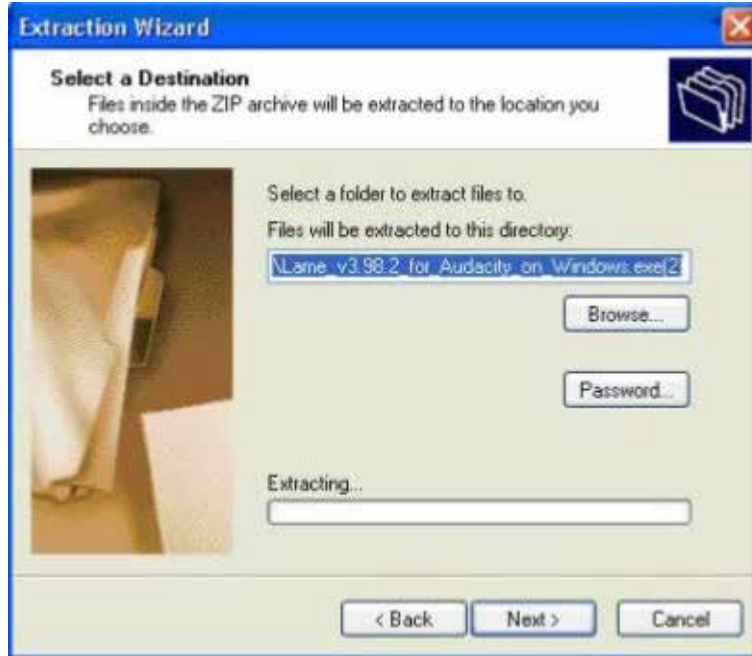 Extraction Wizard
Select a Destination
Files inside the ZIP archive will be extracted to the location you
choose.
Select a folder to extract files to.
Files will be extracted to this directory:
\Lame_v3.98.2_for_Audacity_on_Windows.exe[2]
Browse...
Password...
Extracting...
< Back
Next >
Cancel